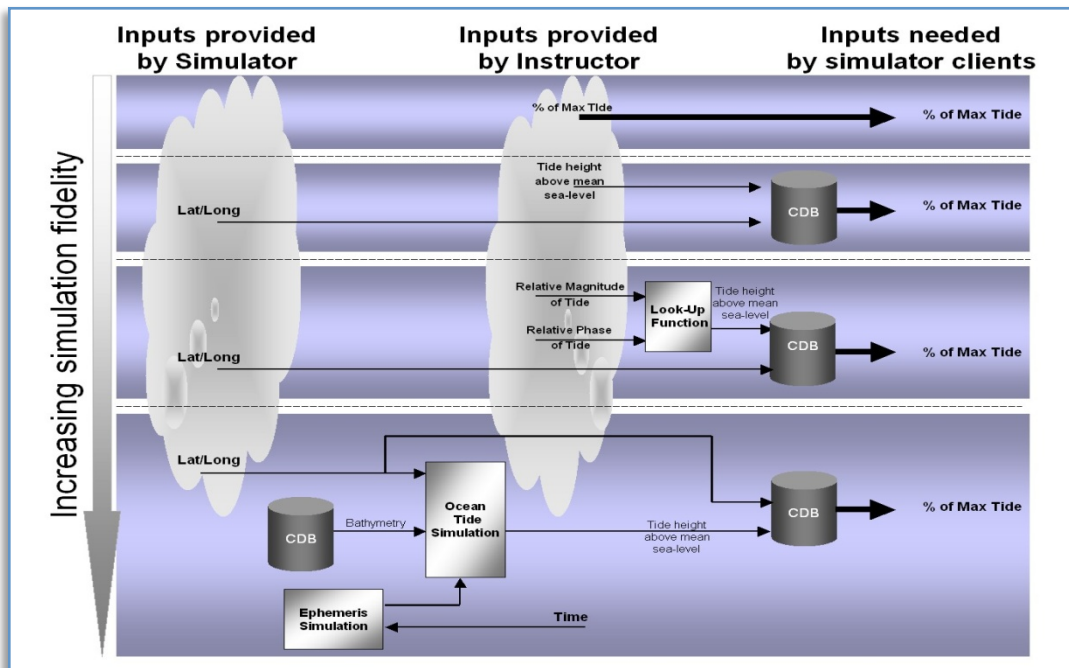 Inputs provided
by Simulator
Inputs provided
by Instructor
Inputs needed
by simulator clients
Increasing simulation fidelity
% of Max TIde
% of Max Tide
Tide height
above mean
sea-level
Lat/Long
CDB
% of Max Tide
Relative Magnitude
of Tide
Relative Phase
of Tide
Look-Up
Function
Tide height
above mean
sea-level
Lat/Long
CDB
% of Max Tide
Lat/Long
CDB
Bathymetry
Ocean
Tide
Simulation
Tide height
above mean
sea-level
CDB
% of Max Tide
Ephemeris
Simulation
Time